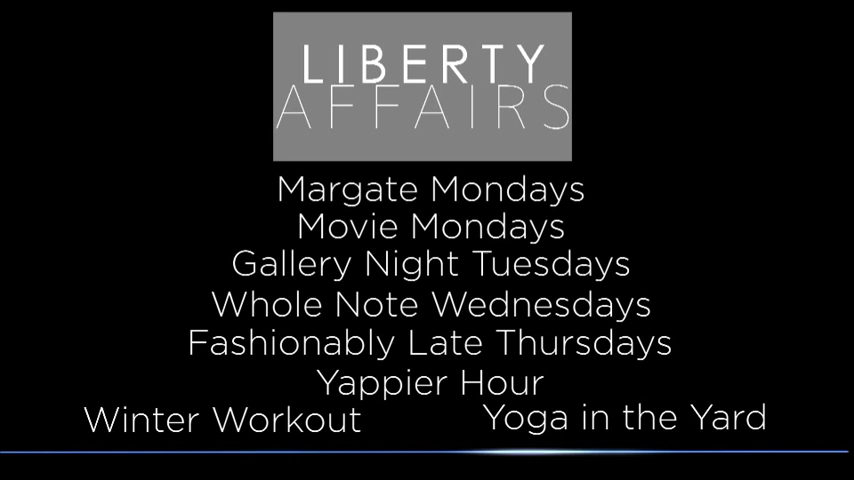 LIBERTY
AFFAIRS
Margate Mondays
Movie Mondays
Gallery Night Tuesdays
Whole Note Wednesdays
Fashionably Late Thursdays
Yappier Hour
Winter Workout
Yoga in the Yard